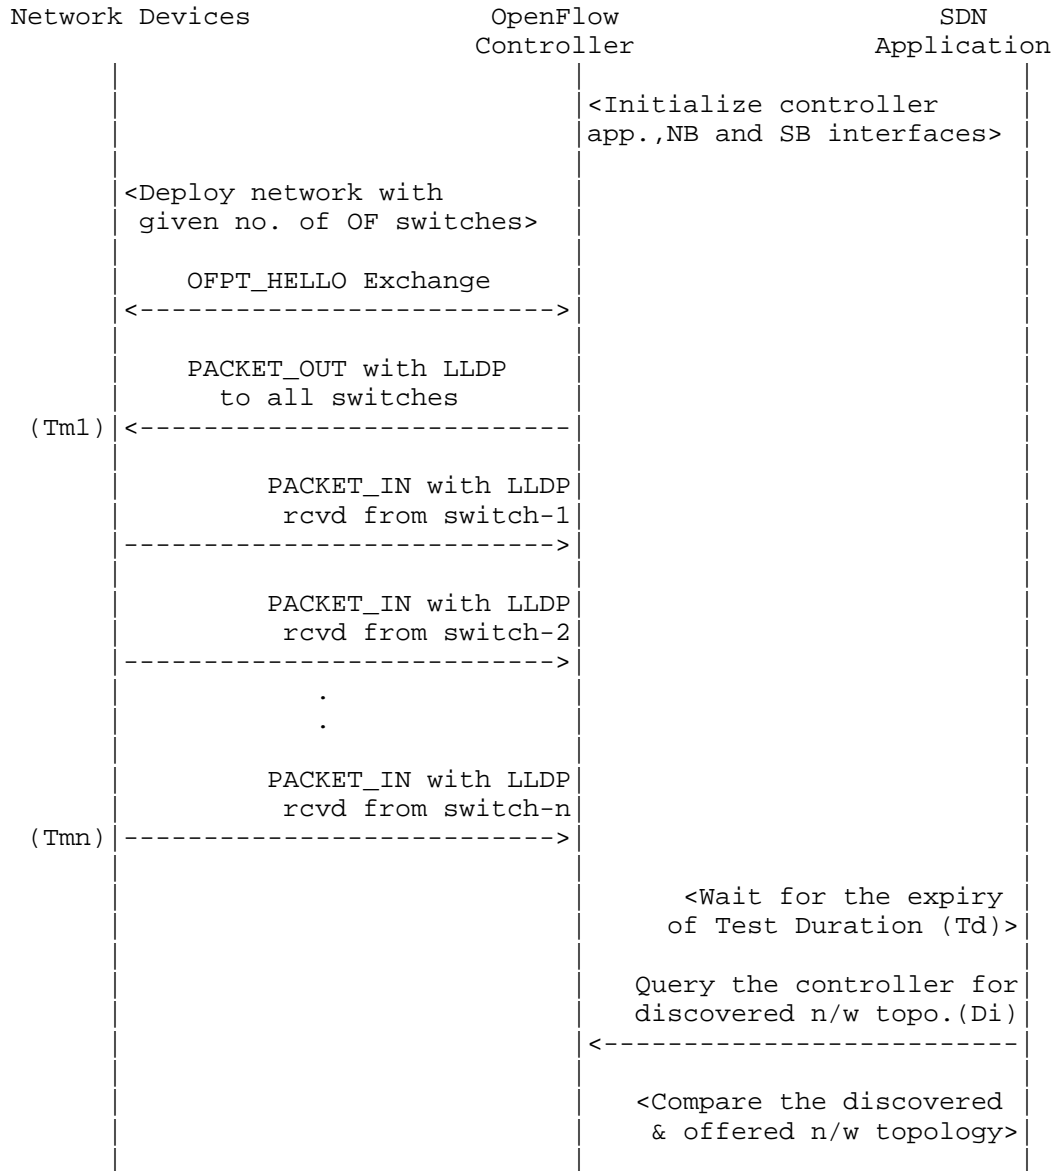 Network Devices OpenFlow SDN
Controller Application
<Initialize controller
app.,NB and SB interfaces>
<Deploy network with
given no. of OF switches>
OFPT_HELLO Exchange
<-------------------------->
PACKET_OUT with LLDP
to all switches
(Tm1) <---------------------------
PACKET_IN with LLDP
rcvd from switch-1
--------------------------->
PACKET_IN with LLDP
rcvd from switch-2
--------------------------->
.
.
PACKET_IN with LLDP
rcvd from switch-n
(Tmn) --------------------------->
<Wait for the expiry
of Test Duration (Td)>
Query the controller for
discovered n/w topo.(Di)
<--------------------------
<Compare the discovered
& offered n/w topology>